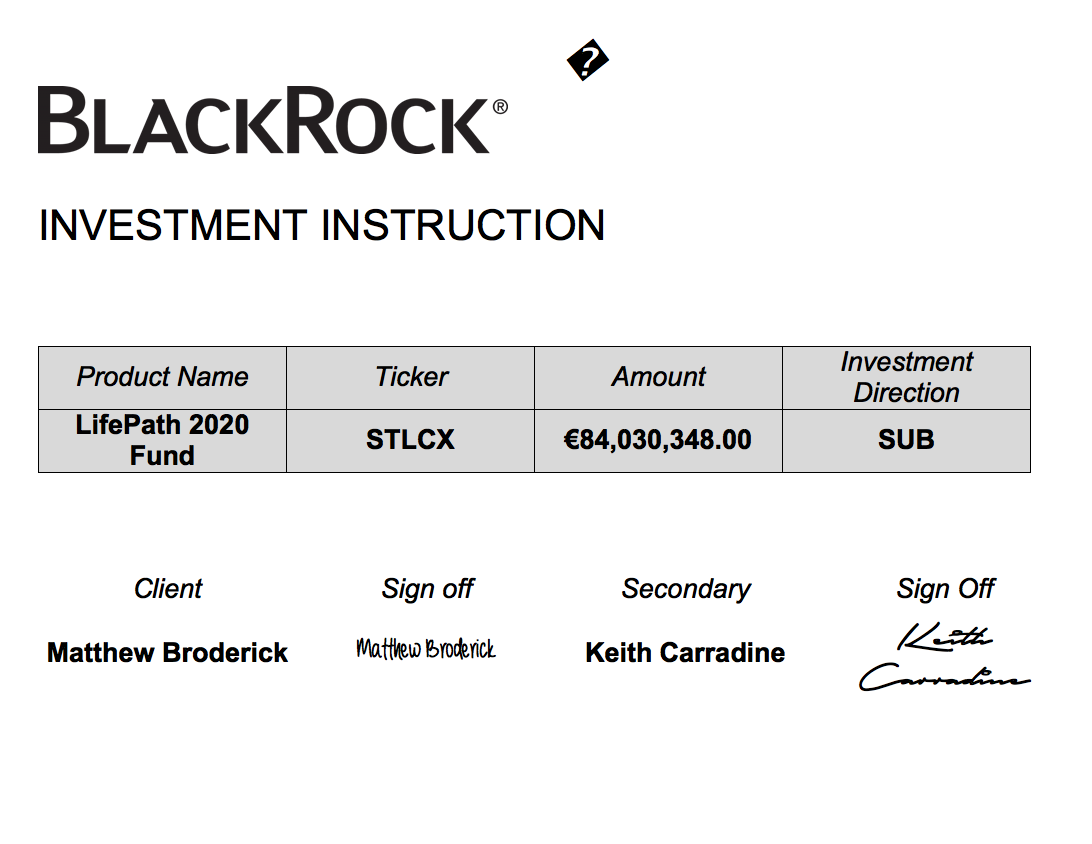 �
BLACKROCK®
INVESTMENT INSTRUCTION
Product Name Ticker Amount Investment Direction
LifePath 2020 Fund STLCX €84,030,348.00 SUB
Client Sign off Secondary Sign Off
Matthew Broderick Matthew Broderick Keith Carradine Keith Carradine